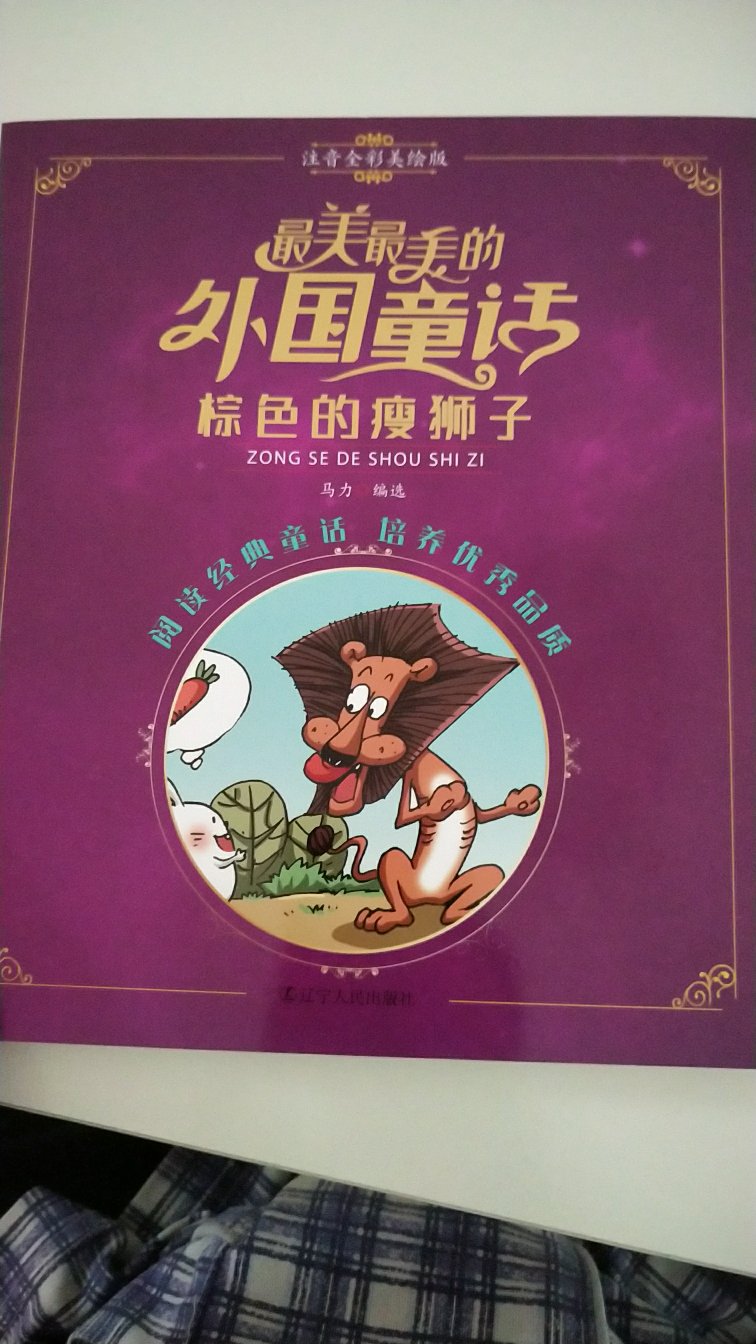 注音全彩美绘版
最美最美的
外国童话
棕色的瘦狮子
ZONG SE DE SHOU SHI ZI
马力 编选
阅读经典童话 培养优秀品质
辽宁人民出版社